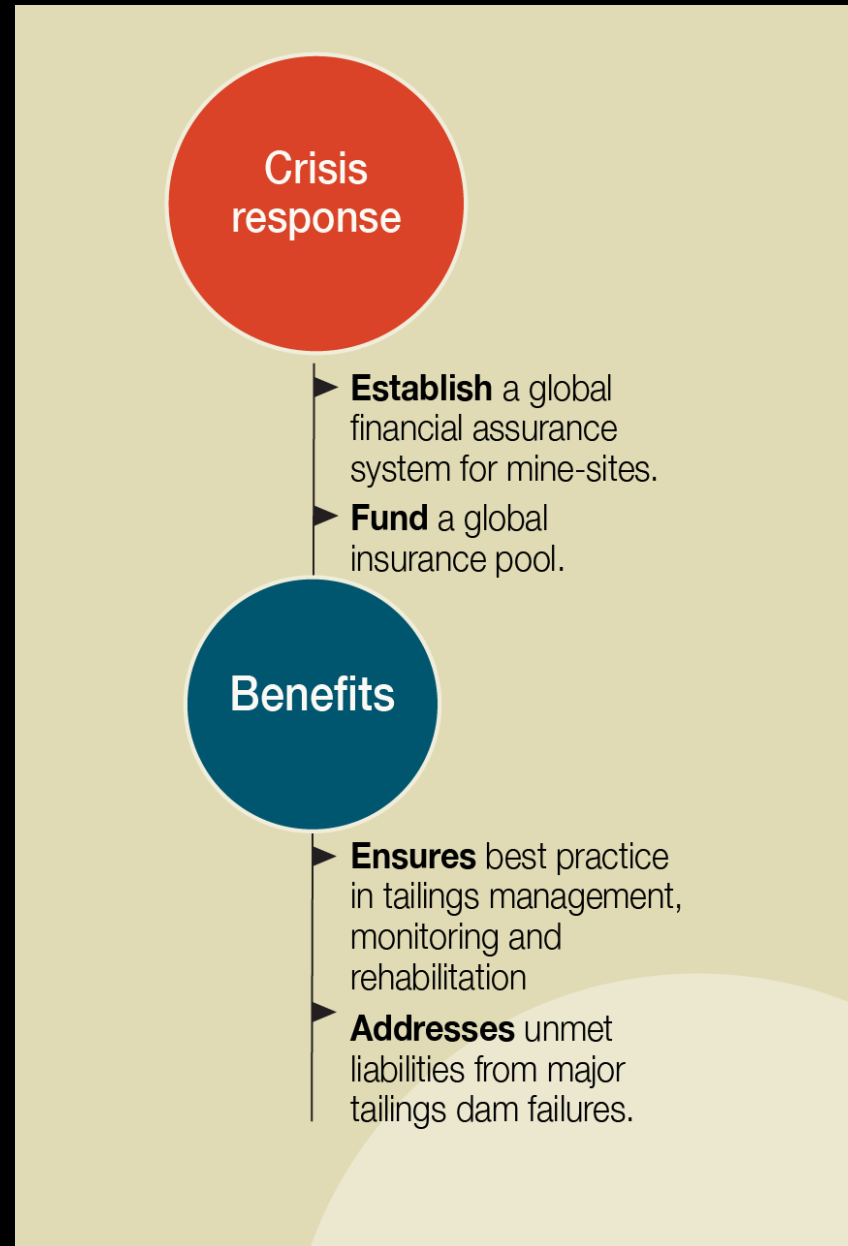 Crisis
response
Establish a global
financial assurance
system for mine-sites.
Fund a global
insurance pool.
Benefits
Ensures best practice
in tailings management,
monitoring and
rehabilitation
Addresses unmet
liabilities from major
tailings dam failures.